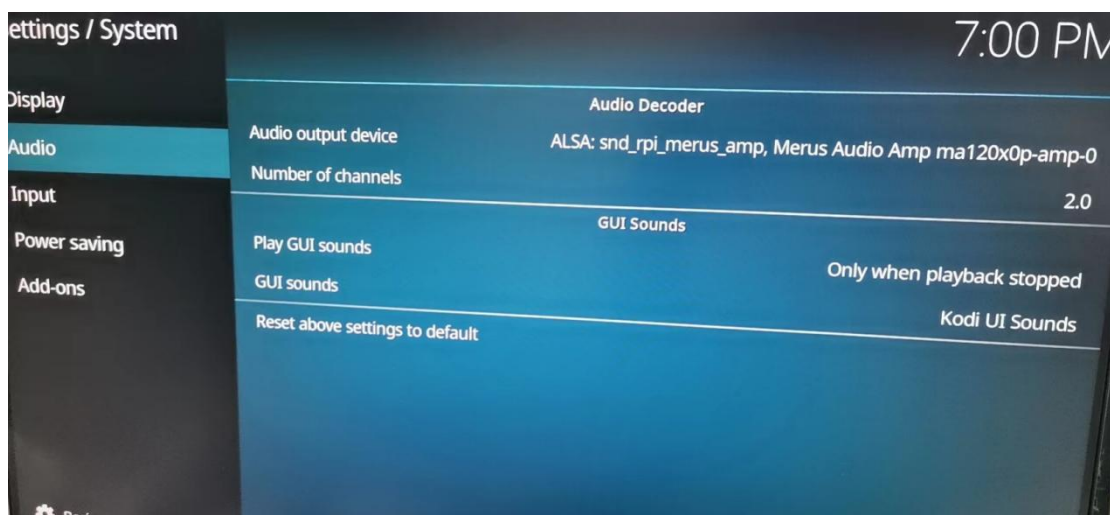 ettings / System
7:00 PM
Display
Audio
Input
Power saving
Add-ons
Audio Decoder
Audio output device
ALSA: snd_rpi_merus_amp, Merus Audio Amp ma120x0p-amp-0
Number of channels
2.0
GUI Sounds
Play GUI sounds
Only when playback stopped
GUI sounds
Kodi UI Sounds
Reset above settings to default